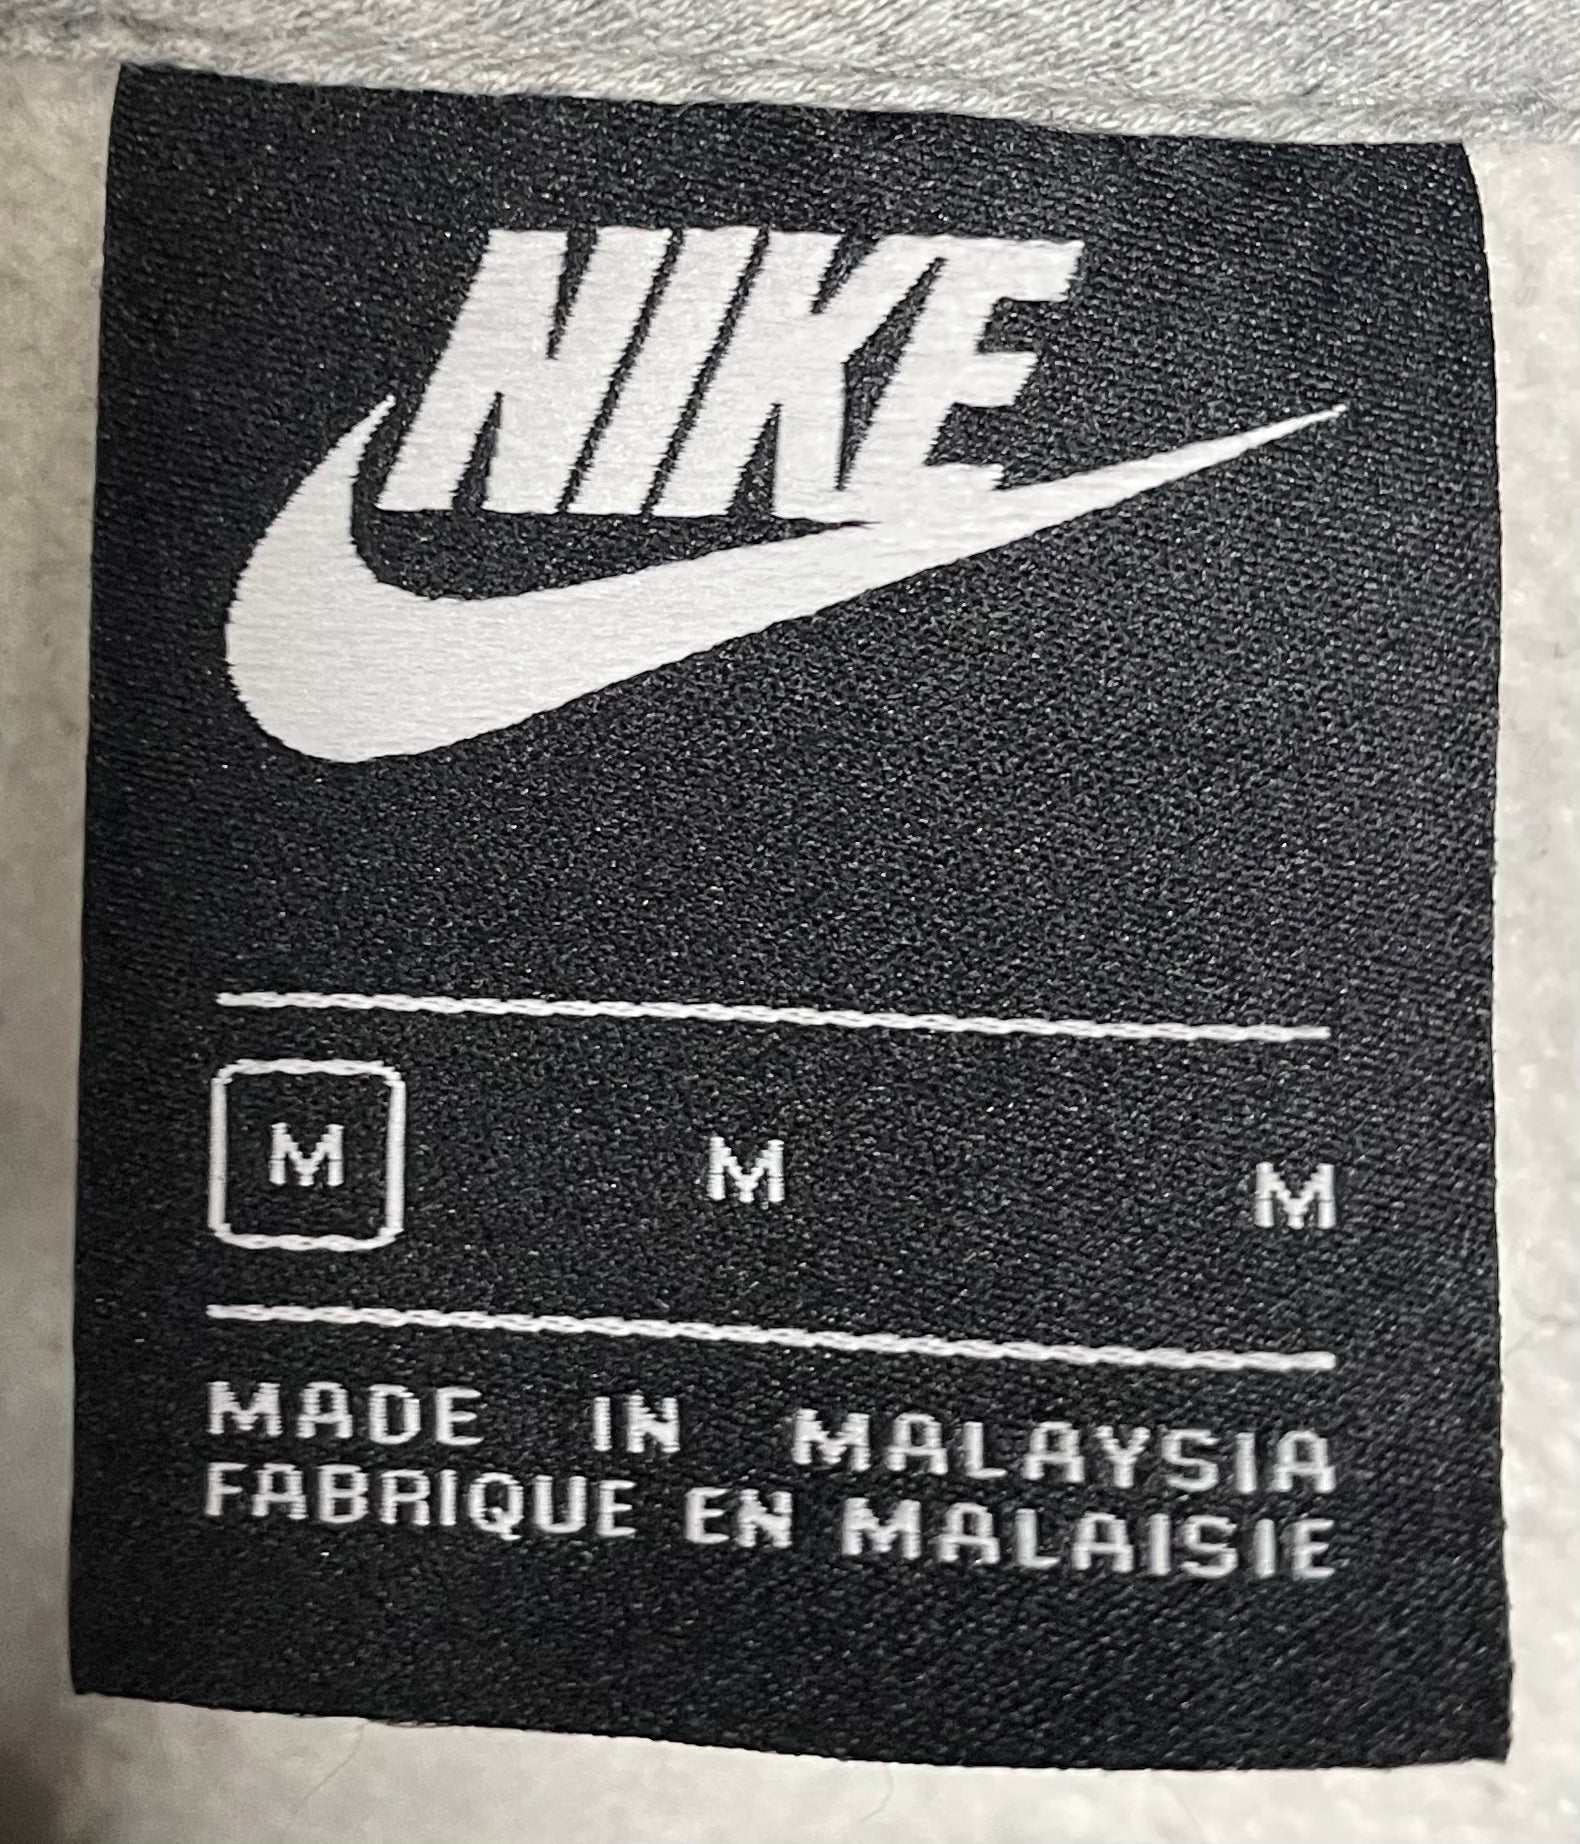 NIKE
M M M
MADE IN MALAYSIA
FABRIQUE EN MALAISIE